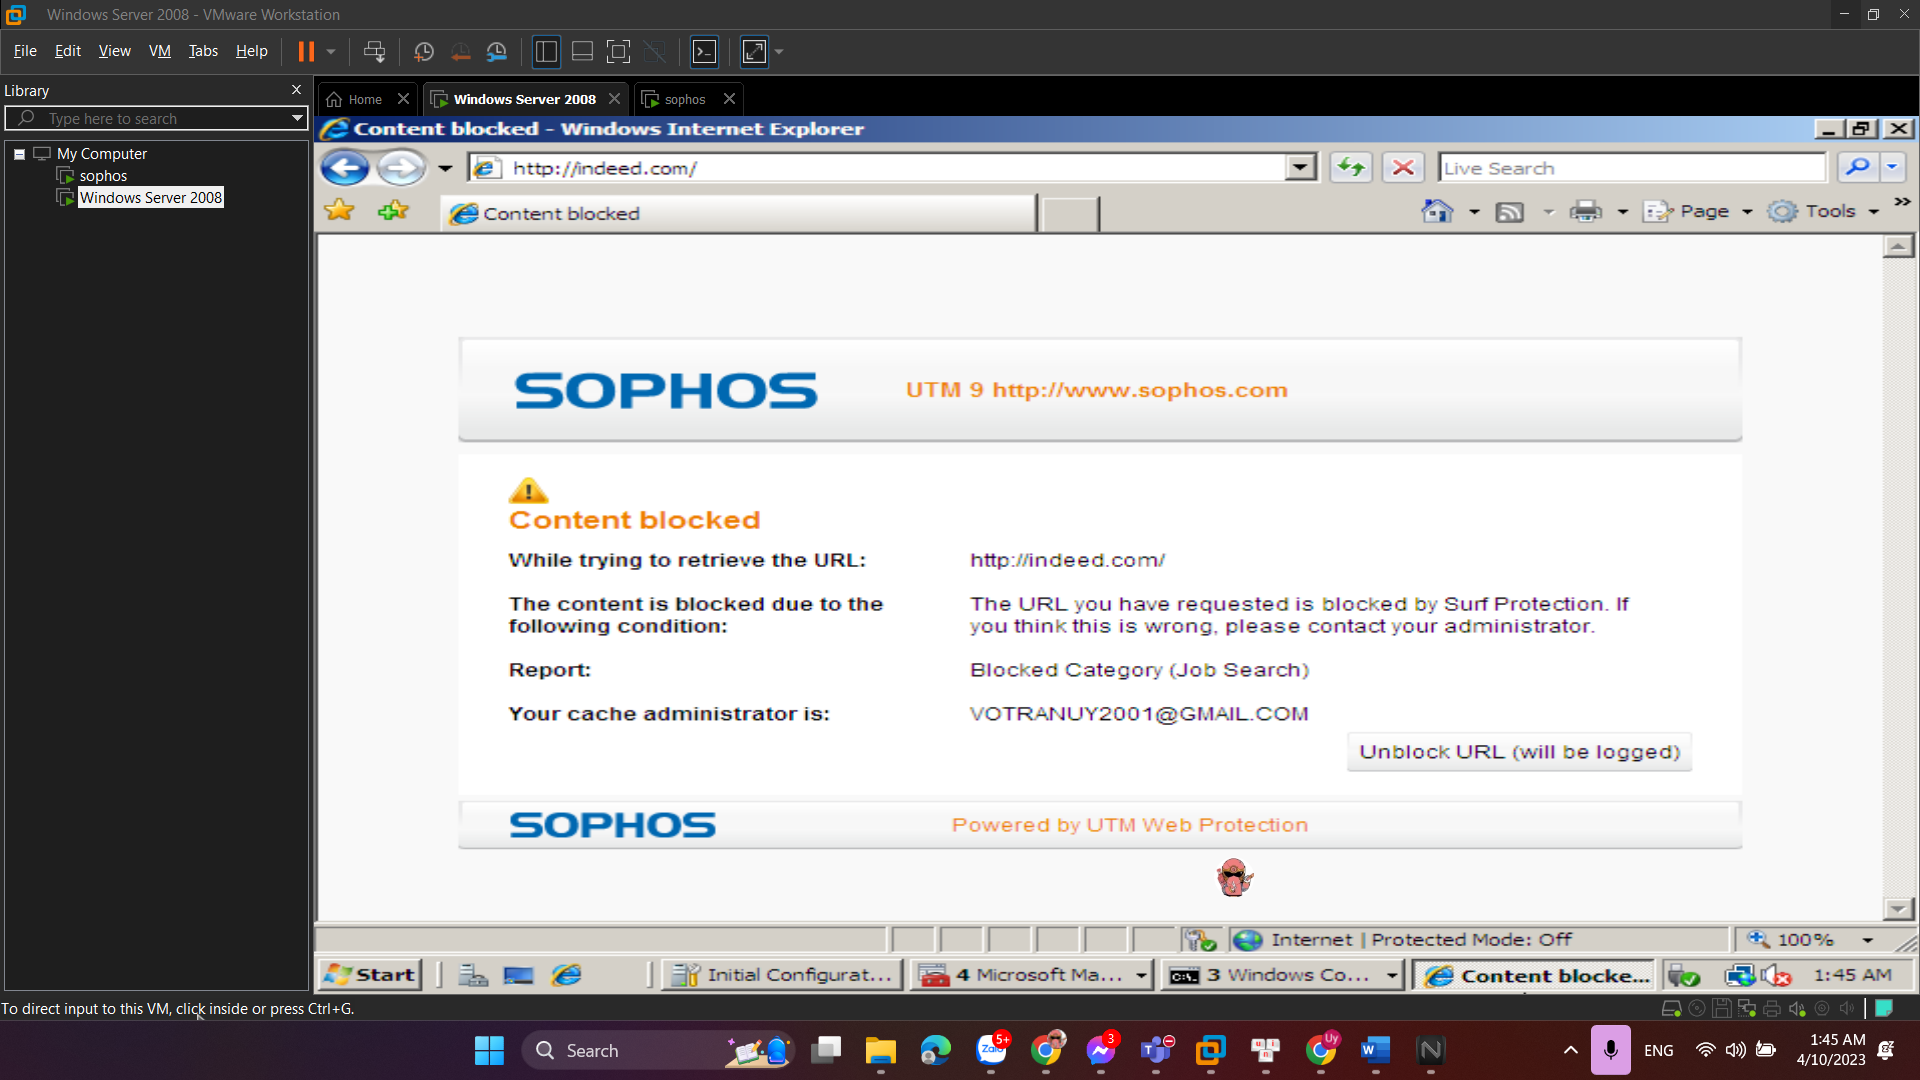 Windows Server 2008 - VMware Workstation
File Edit View VM Tabs Help
Library
Type here to search
My Computer
sophos
Windows Server 2008
Home
Windows Server 2008
sophos
Content blocked - Windows Internet Explorer
http://indeed.com/
Live Search
Content blocked
Page
Tools
SOPHOS
UTM 9 http://www.sophos.com
Content blocked
While trying to retrieve the URL: http://indeed.com/
The content is blocked due to the following condition: The URL you have requested is blocked by Surf Protection. If
you think this is wrong, please contact your administrator.
Report: Blocked Category (Job Search)
Your cache administrator is: VOTRANUY2001@GMAIL.COM
Unblock URL (will be logged)
SOPHOS
Powered by UTM Web Protection
Internet | Protected Mode: Off
100%
Start
Initial Configurat...
4 Microsoft Ma...
3 Windows Co...
Content blocke...
1:45 AM
To direct input to this VM, click inside or press Ctrl+G.
Search
Zalo
5+
3
Uy
ENG
1:45 AM
4/10/2023